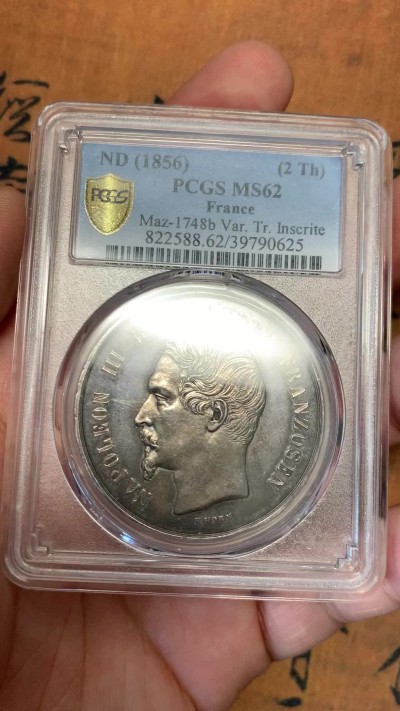 ND (1856) (2 Th)
PCGS MS62
France
Maz-1748b Var. Tr. Inscrite
822588.62/39790625
PCGS
NAPOLEON III
FRANZOSEN